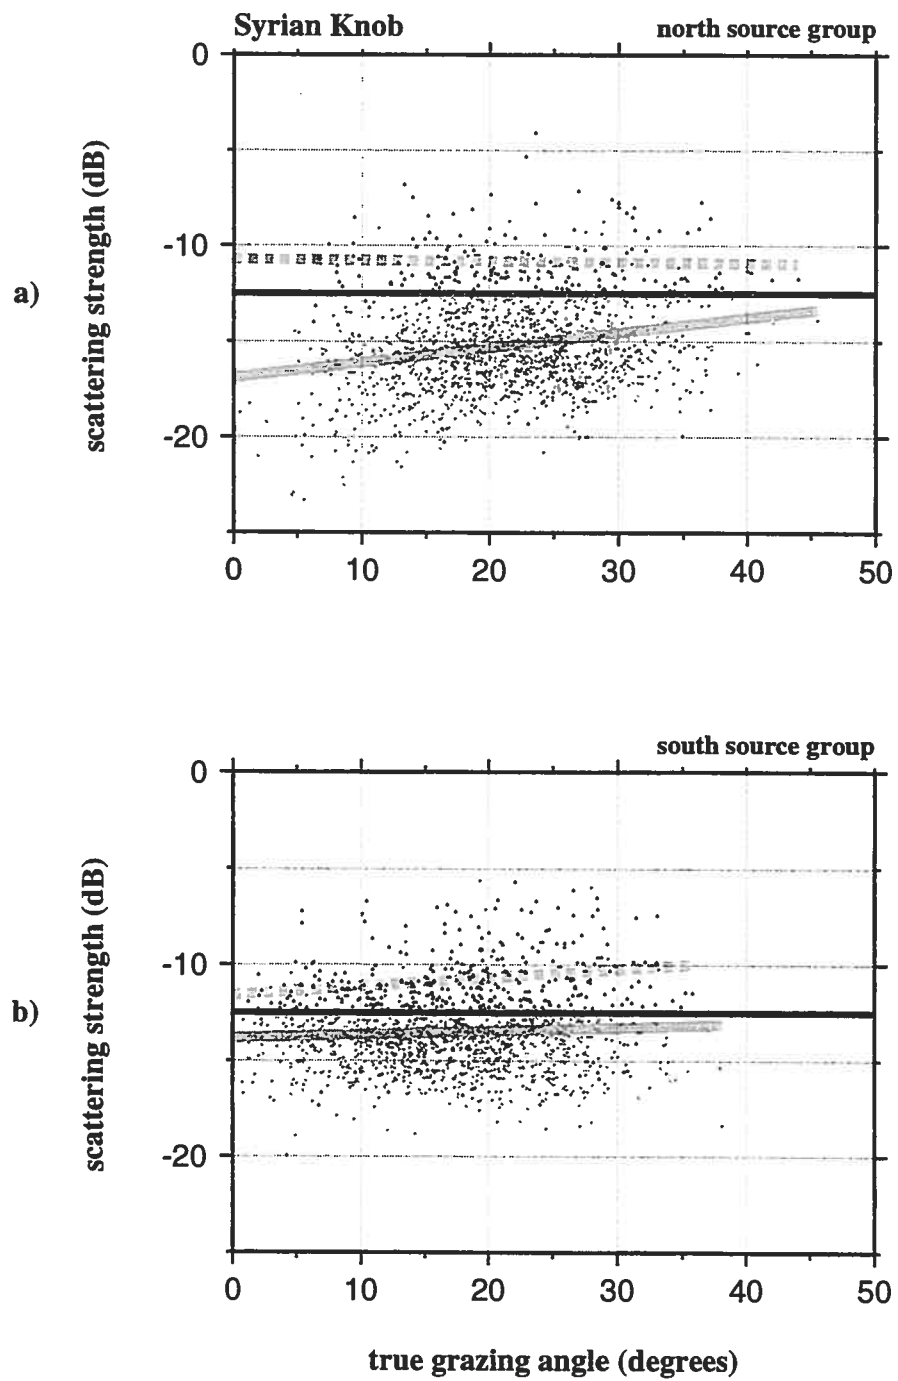 Syrian Knob north source group
0
-10
-20
scattering strength (dB)
a)
0 10 20 30 40 50
south source group
0
-10
-20
scattering strength (dB)
b)
0 10 20 30 40 50
true grazing angle (degrees)